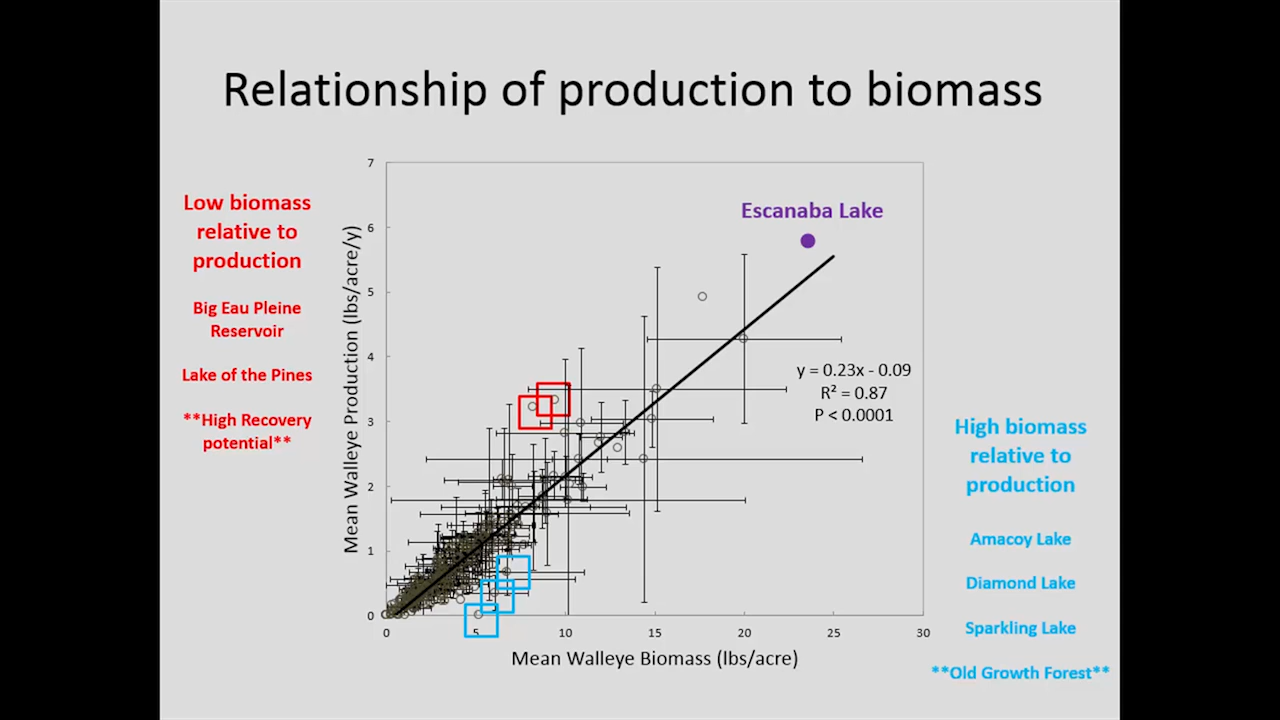 Relationship of production to biomass
Low biomass
relative to
production
Big Eau Pleine
Reservoir
Lake of the Pines
**High Recovery
potential**
Mean Walleye Production (lbs/acre/y)
7
6
5
4
3
2
1
0
Escanaba Lake
y = 0.23x - 0.09
R² = 0.87
P < 0.0001
0
5
10
15
20
25
30
Mean Walleye Biomass (lbs/acre)
High biomass
relative to
production
Amacoy Lake
Diamond Lake
Sparkling Lake
**Old Growth Forest**